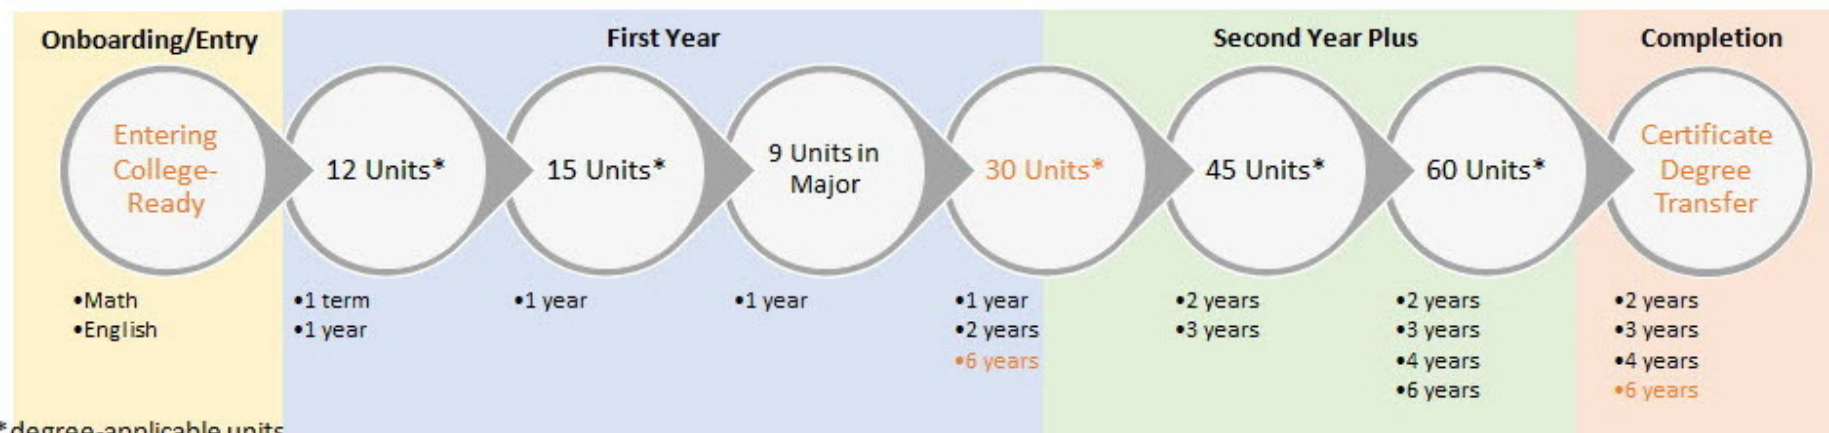 Onboarding/Entry
First Year
Second Year Plus
Completion
Entering
College-
Ready
12 Units*
15 Units*
9 Units in
Major
30 Units*
45 Units*
60 Units*
Certificate
Degree
Transfer
•Math
•English
•1 term
•1 year
•1 year
•1 year
•1 year
•2 years
•6 years
•2 years
•3 years
•2 years
•3 years
•4 years
•6 years
•2 years
•3 years
•4 years
•6 years
*degree-applicable units